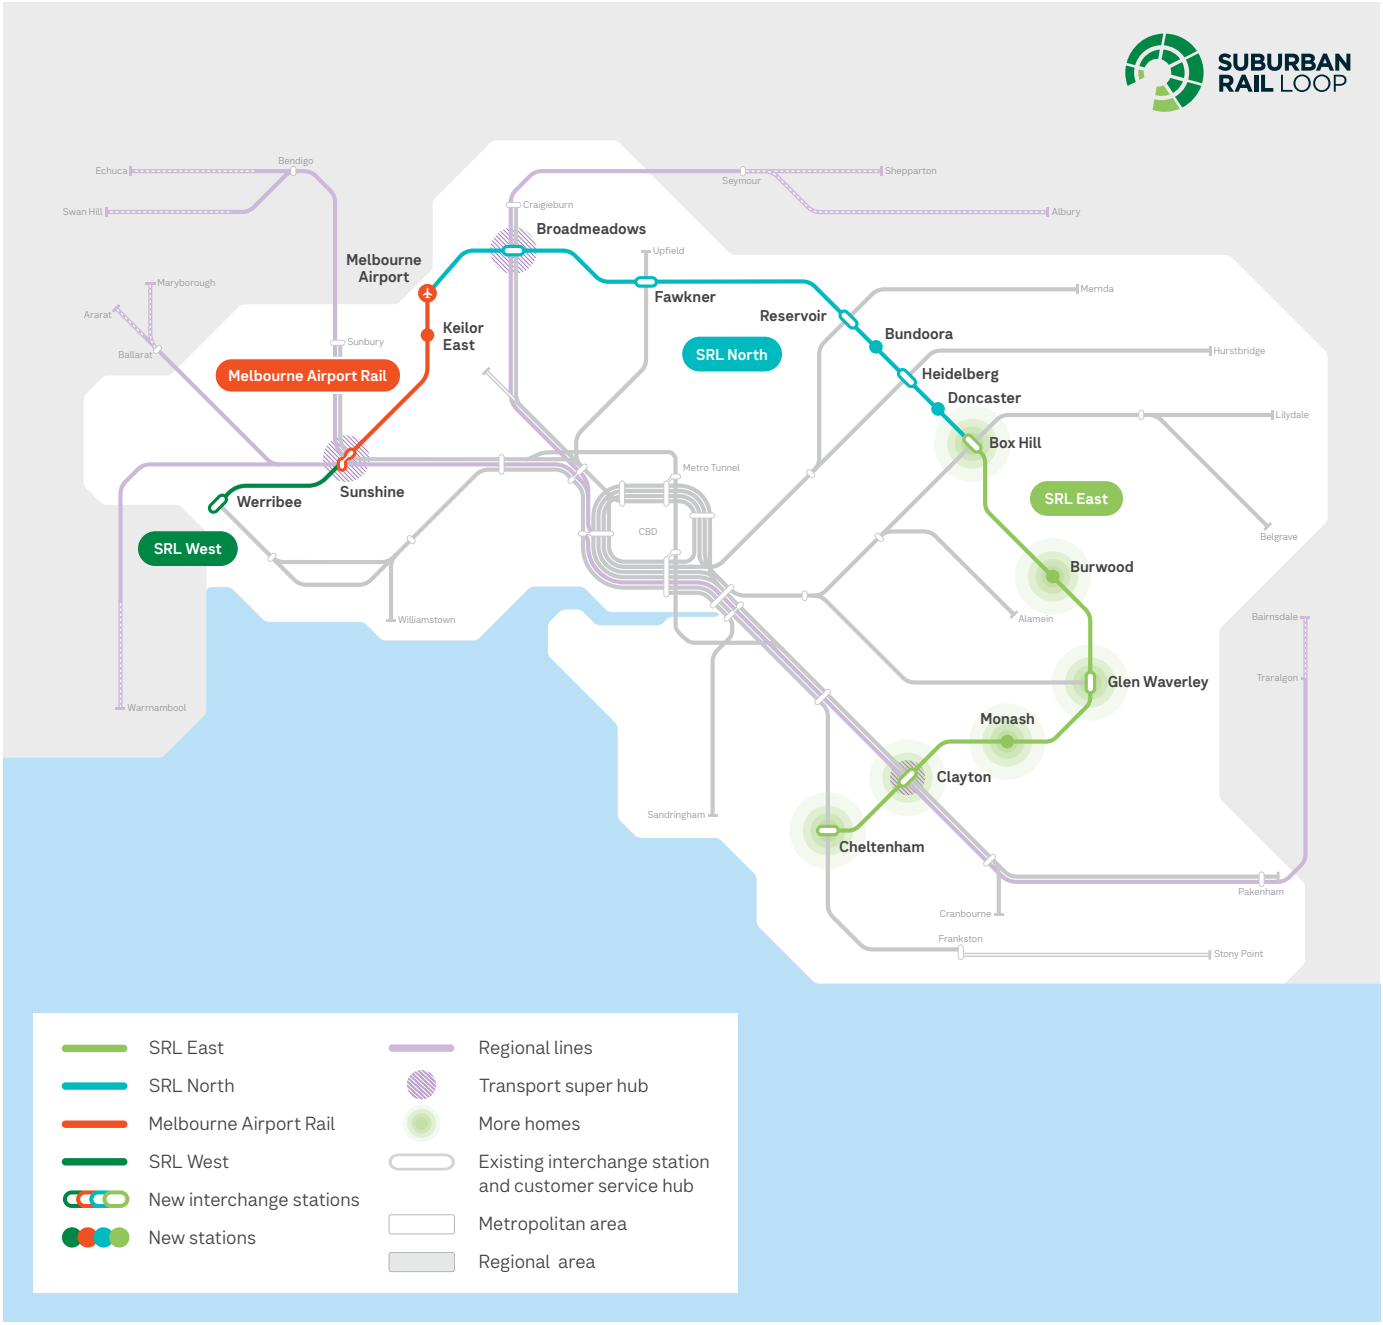 SUBURBAN
RAIL LOOP
Bendigo
Echuca
Swan Hill
Seymour
Shepparton
Albury
Craigieburn
Broadmeadows
Upfield
Melbourne
Airport
Fawkner
Maryborough
Ararat
Ballarat
Sunbury
Keilor
East
Mernda
Reservoir
Bundoora
SRL North
Hurstbridge
Melbourne Airport Rail
Heidelberg
Doncaster
Lilydale
Box Hill
Metro Tunnel
Sunshine
Werribee
SRL East
CBD
Belgrave
SRL West
Burwood
Williamstown
Alamein
Bairnsdale
Traralgon
Glen Waverley
Warrnambool
Monash
Clayton
Sandringham
Cheltenham
Pakenham
Cranbourne
Frankston
Stony Point
SRL East
SRL North
Melbourne Airport Rail
SRL West
New interchange stations
New stations
Regional lines
Transport super hub
More homes
Existing interchange station
and customer service hub
Metropolitan area
Regional area